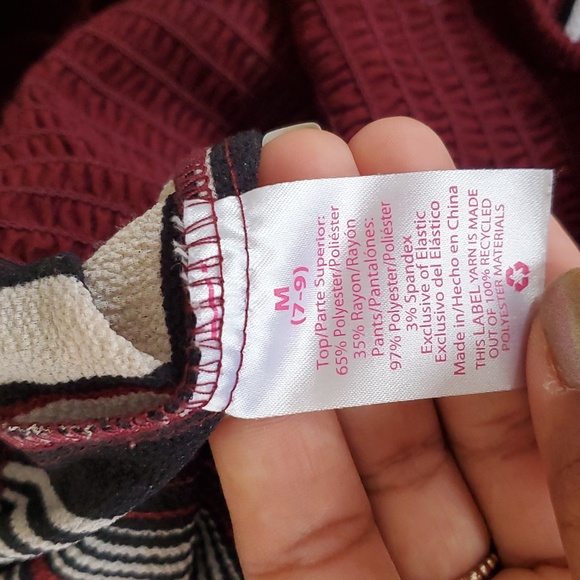 M
(7-9)
Top/Parte Superior:
65% Polyester/Poliéster
35% Rayon/Rayón
Pants/Pantalónes:
97% Polyester/Poliéster
3% Spandex
Exclusive of Elastic
Exclusivo del Elástico
Made in/Hecho en China
THIS LABEL YARN IS MADE
OUT OF 100% RECYCLED
POLYESTER MATERIALS